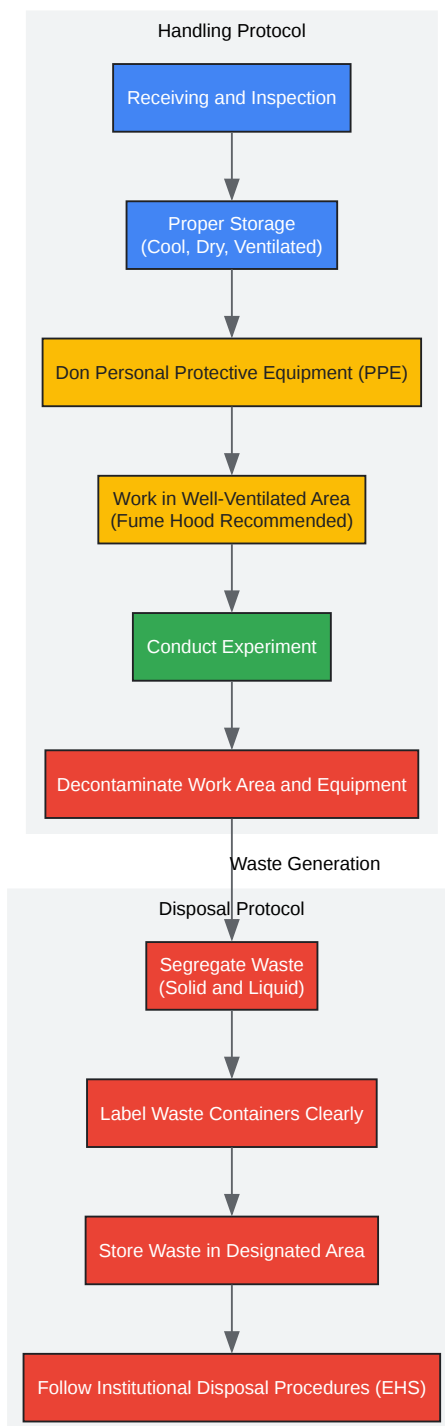 Handling Protocol
Receiving and Inspection
Proper Storage
(Cool, Dry, Ventilated)
Don Personal Protective Equipment (PPE)
Work in Well-Ventilated Area
(Fume Hood Recommended)
Conduct Experiment
Decontaminate Work Area and Equipment
Waste Generation
Disposal Protocol
Segregate Waste
(Solid and Liquid)
Label Waste Containers Clearly
Store Waste in Designated Area
Follow Institutional Disposal Procedures (EHS)